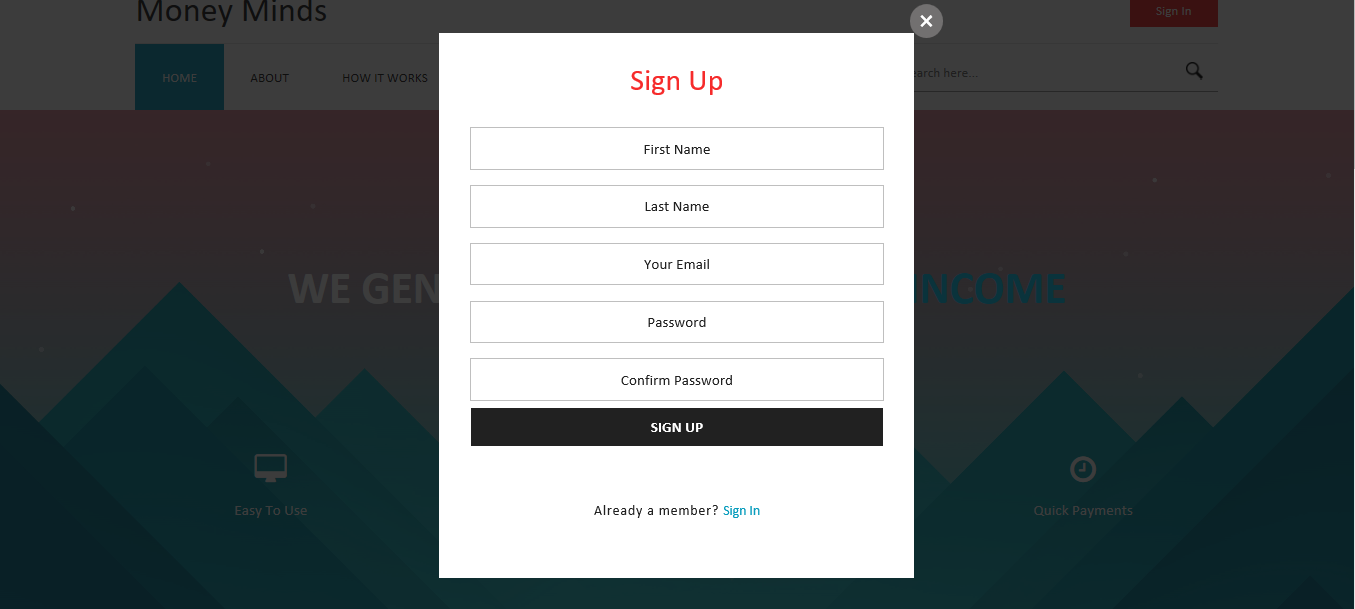 Money Minds
Sign In
HOME
ABOUT
HOW IT WORKS
earch here...
Sign Up
First Name
Last Name
Your Email
Password
Confirm Password
SIGN UP
Already a member? Sign In
WE GEN
INCOME
Easy To Use
Quick Payments